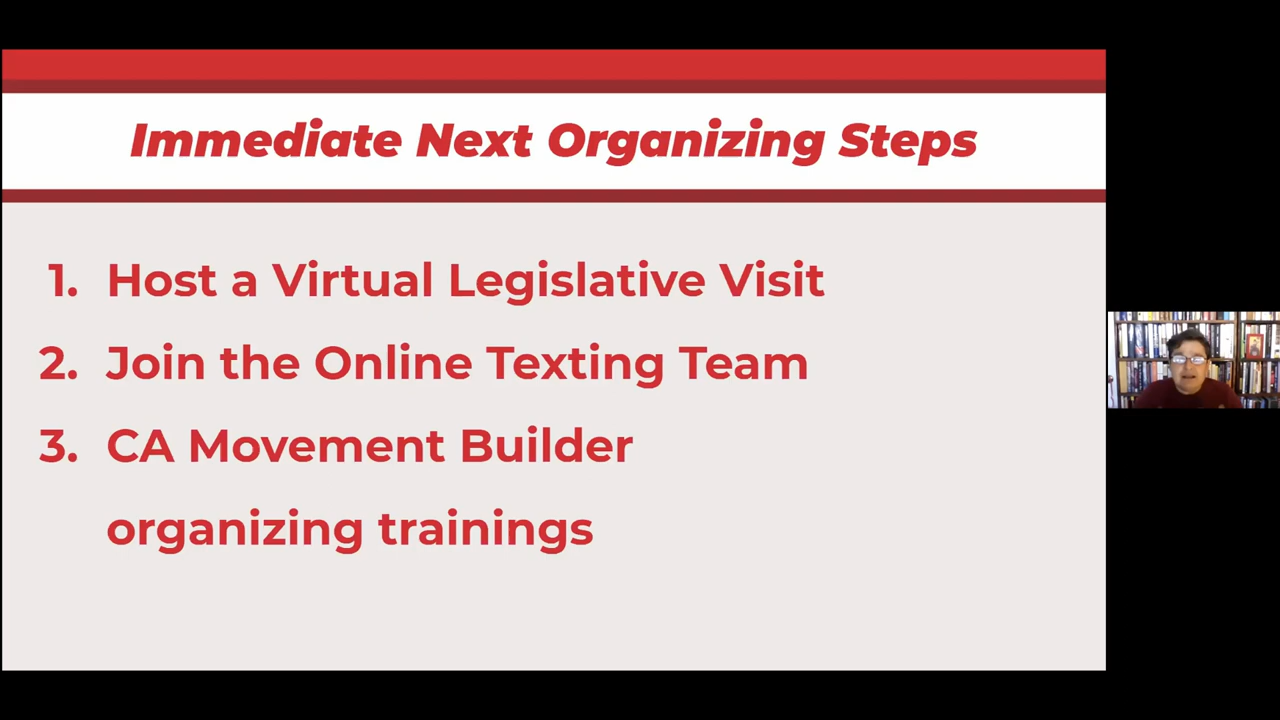 Immediate Next Organizing Steps
1. Host a Virtual Legislative Visit
2. Join the Online Texting Team
3. CA Movement Builder
organizing trainings